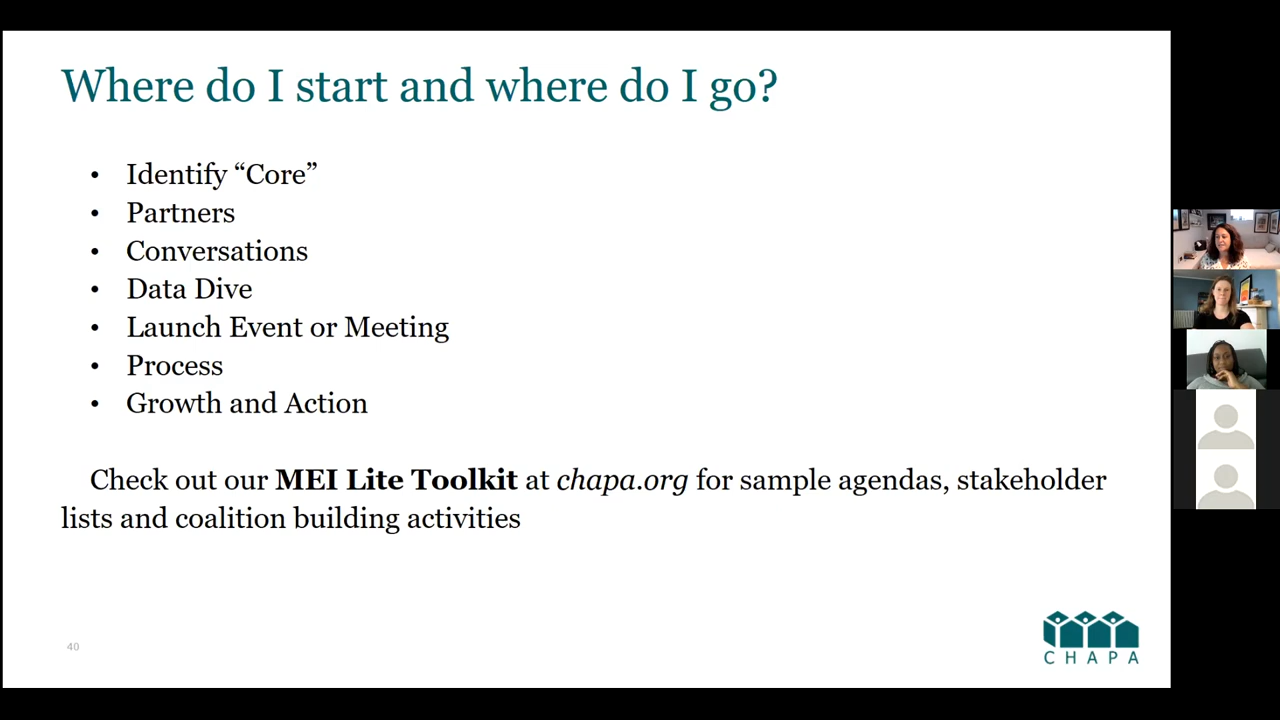 Where do I start and where do I go?
• Identify “Core”
• Partners
• Conversations
• Data Dive
• Launch Event or Meeting
• Process
• Growth and Action
Check out our MEI Lite Toolkit at chapa.org for sample agendas, stakeholder
lists and coalition building activities
40
CHAPA